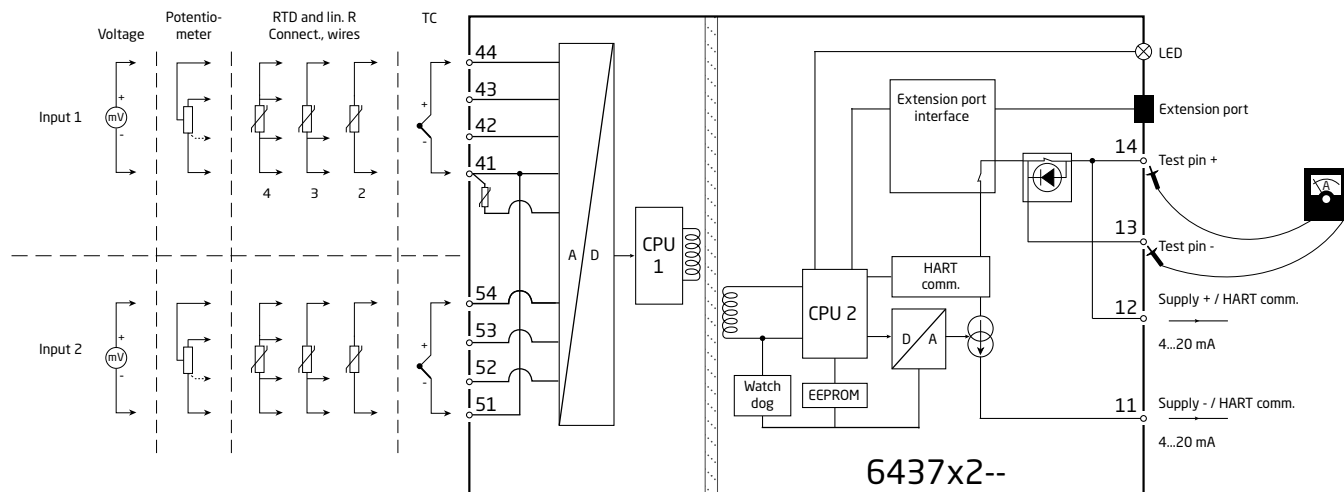 Voltage
Potentio-
meter
RTD and lin. R
Connect., wires
TC
Input 1
+
mV
-
4
3
2
+
-
44
43
42
41
A
D
CPU
1
LED
Extension port
interface
Extension port
14
Test pin +
A
13
Test pin -
HART
comm.
Supply + / HART comm.
12
4...20 mA
CPU 2
D
A
Watch
dog
EEPROM
11
Supply - / HART comm.
4...20 mA
Input 2
+
mV
-
+
-
54
53
52
51
6437x2--